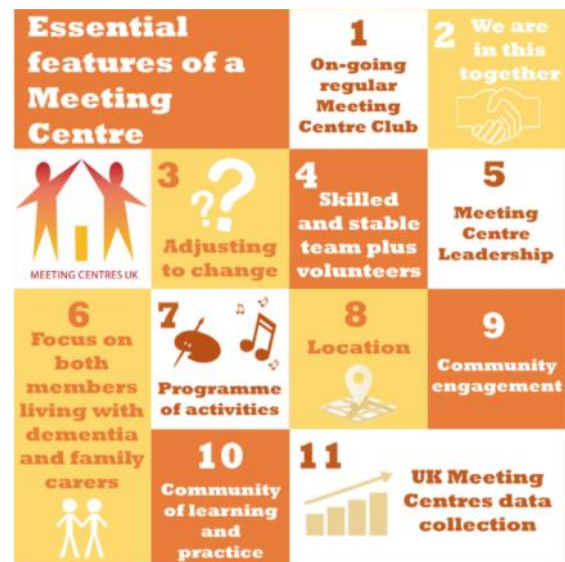 Essential
features of a
Meeting
Centre
1
On-going
regular
Meeting
Centre Club
2
We are
in this
together
MEETING CENTRES UK
3
??
Adjusting
to change
4
Skilled
and stable
team plus
volunteers
5
Meeting
Centre
Leadership
6
Focus on
both
members
living with
dementia
and family
carers
7
Programme
of activities
8
Location
9
Community
engagement
10
Community
of learning
and
practice
11
UK Meeting
Centres data
collection